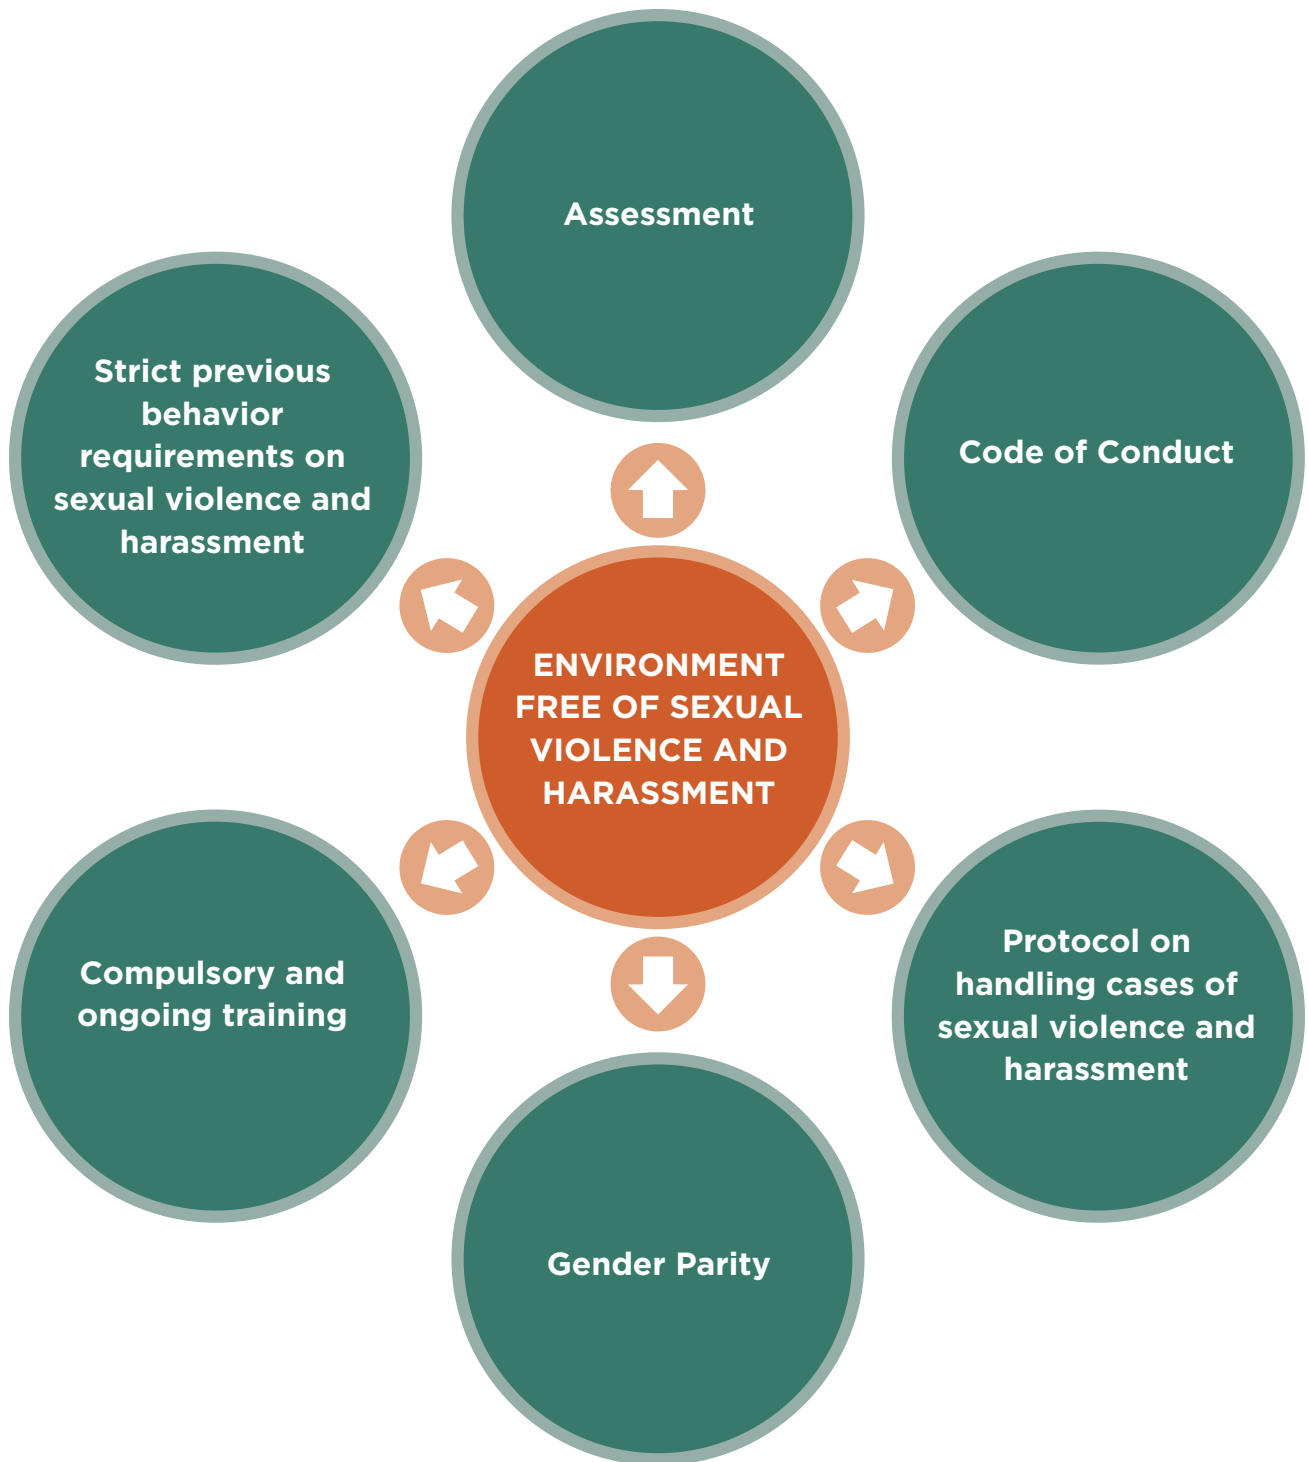 Assessment
Strict previous
behavior
requirements on
sexual violence and
harassment
Code of Conduct
ENVIRONMENT
FREE OF SEXUAL
VIOLENCE AND
HARASSMENT
Compulsory and
ongoing training
Protocol on
handling cases of
sexual violence and
harassment
Gender Parity